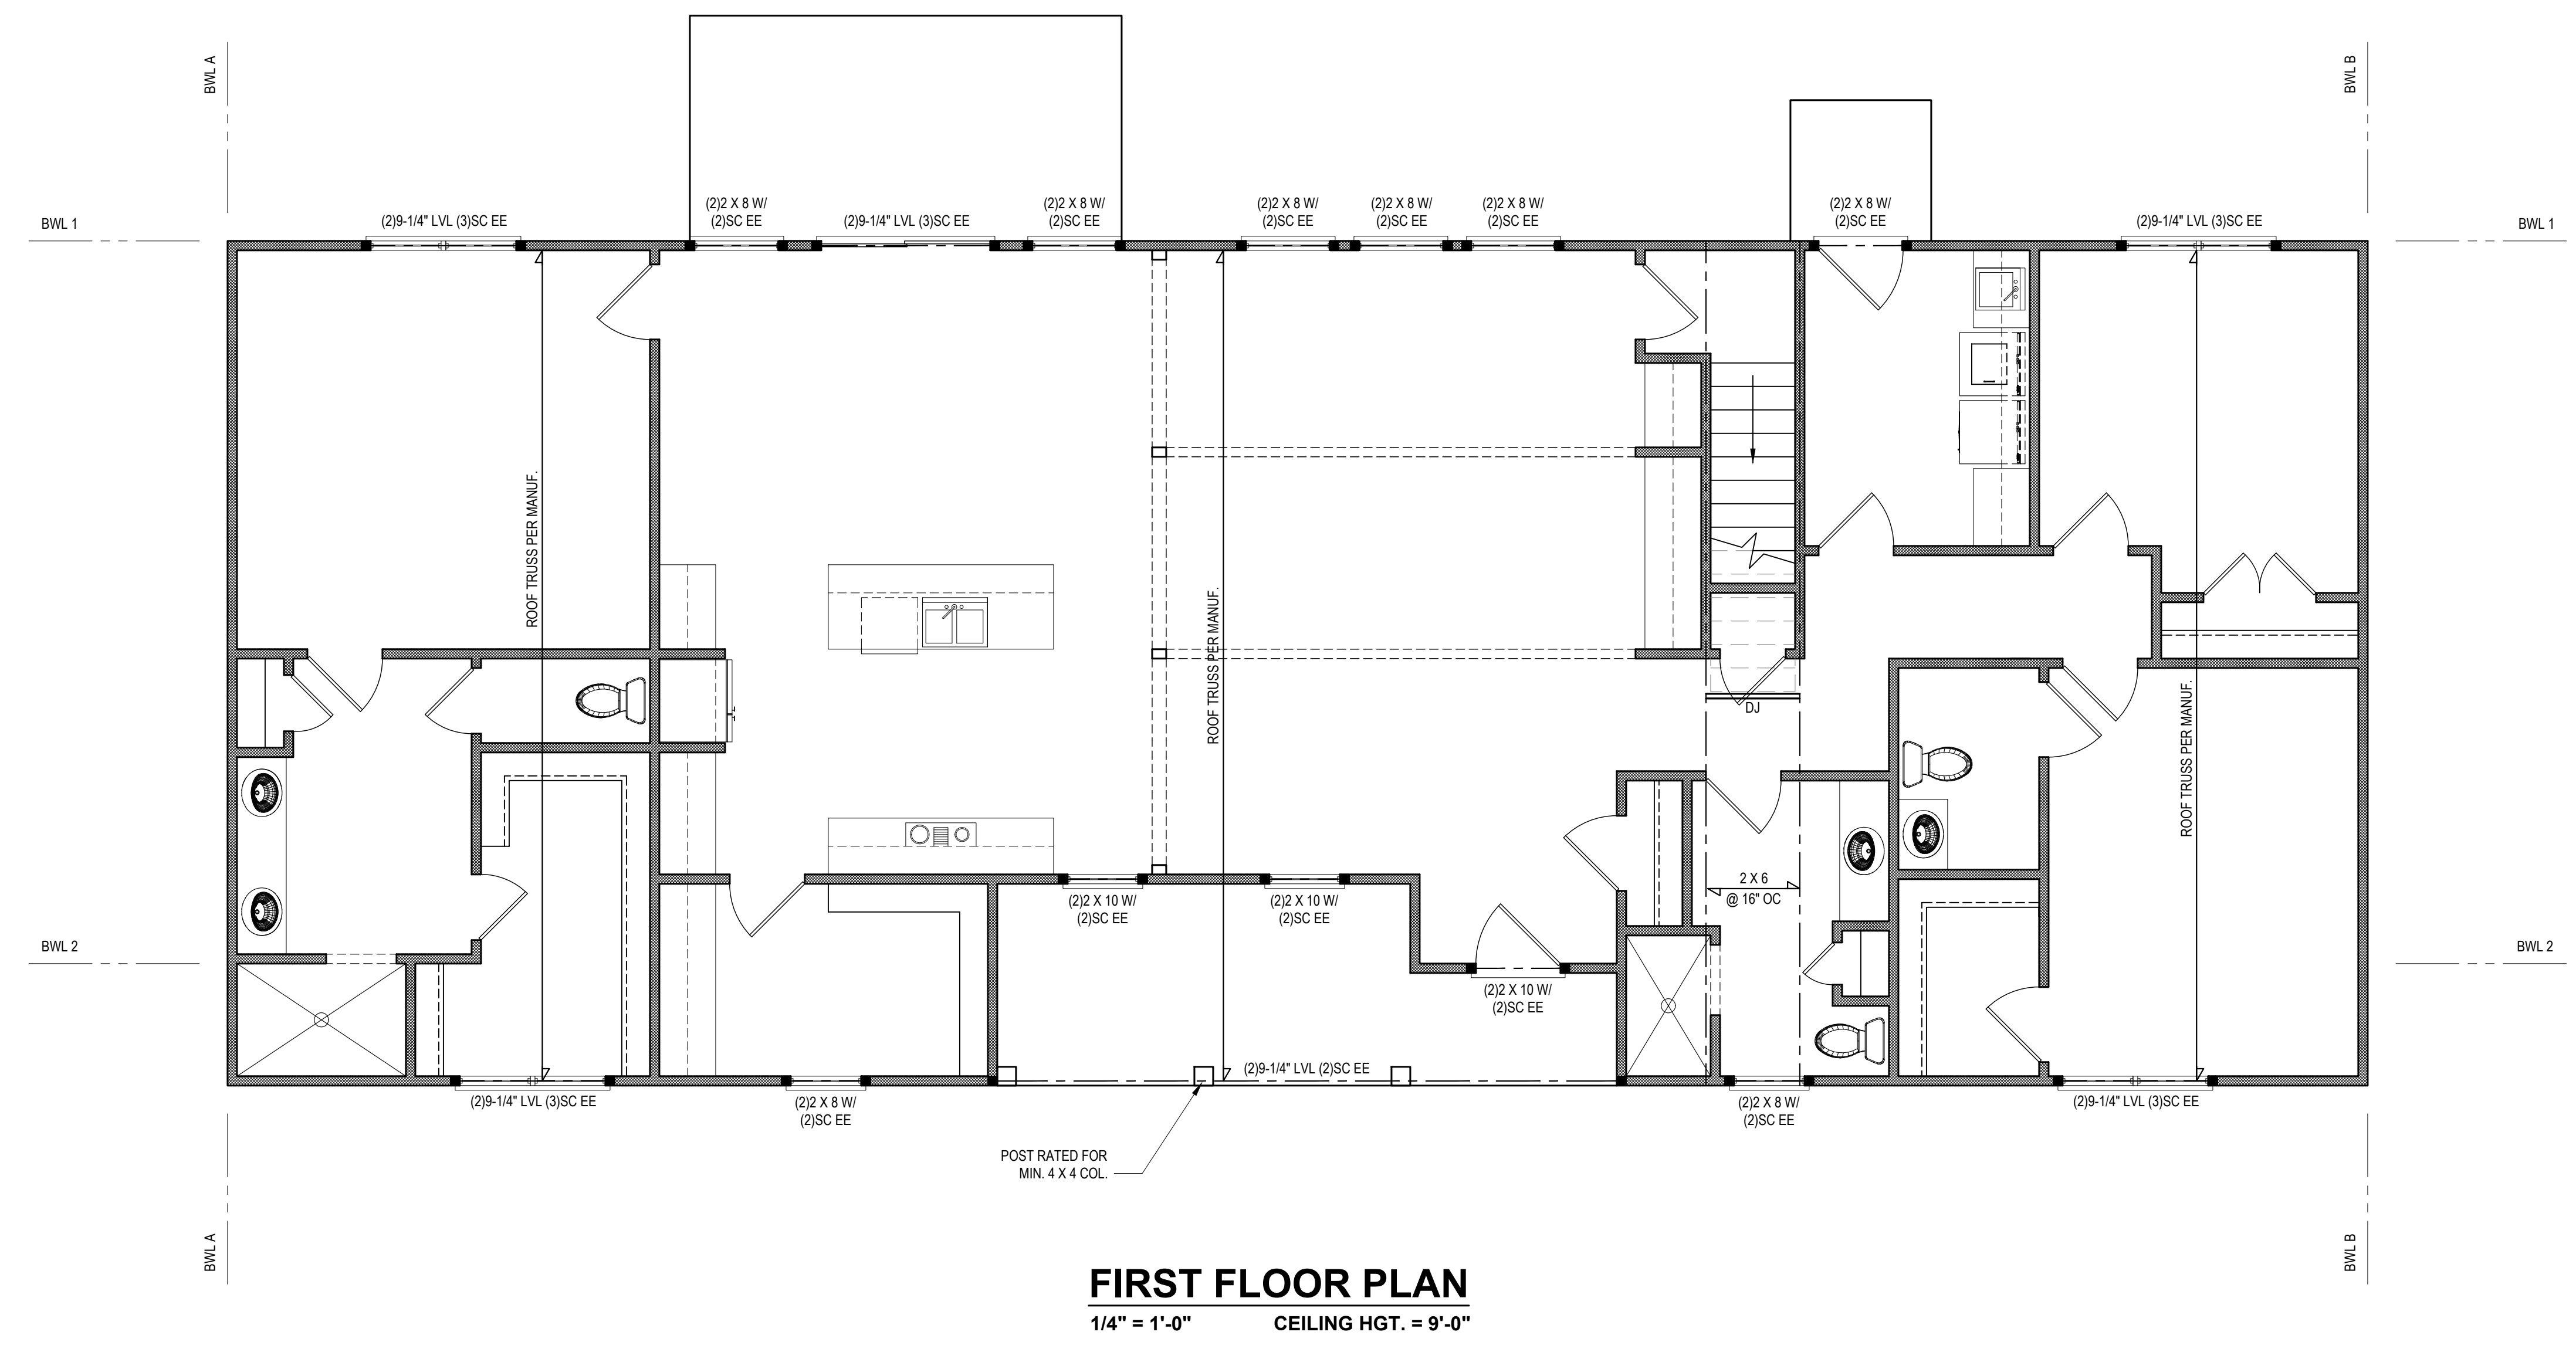 BWL A
BWL B
(2)2 X 8 W/
(2)SC EE
(2)2 X 8 W/
(2)SC EE
(2)2 X 8 W/
(2)SC EE
(2)2 X 8 W/
(2)SC EE
(2)2 X 8 W/
(2)SC EE
(2)2 X 8 W/
(2)SC EE
BWL 1
(2)9-1/4" LVL (3)SC EE
(2)9-1/4" LVL (3)SC EE
(2)9-1/4" LVL (3)SC EE
BWL 1
ROOF TRUSS PER MANUF.
ROOF TRUSS PER MANUF.
ROOF TRUSS PER MANUF.
DJ
2 X 6
@ 16" OC
(2)2 X 10 W/
(2)SC EE
(2)2 X 10 W/
(2)SC EE
BWL 2
BWL 2
(2)2 X 10 W/
(2)SC EE
(2)9-1/4" LVL (2)SC EE
(2)9-1/4" LVL (3)SC EE
(2)2 X 8 W/
(2)SC EE
(2)2 X 8 W/
(2)SC EE
(2)9-1/4" LVL (3)SC EE
POST RATED FOR
MIN. 4 X 4 COL.
BWL A
BWL B
FIRST FLOOR PLAN
1/4" = 1'-0" CEILING HGT. = 9'-0"